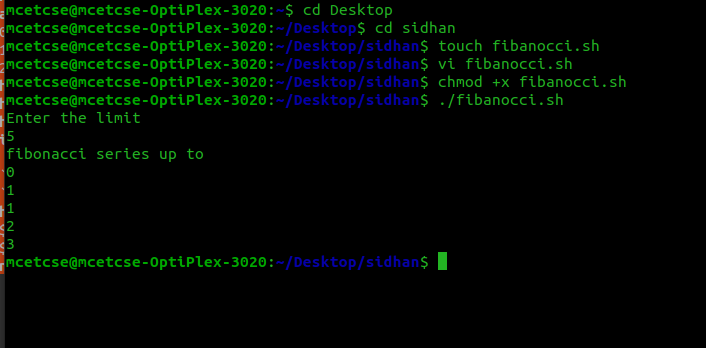 mcetcse@mcetcse-OptiPlex-3020:~$ cd Desktop
mcetcse@mcetcse-OptiPlex-3020:~/Desktop$ cd sidhan
mcetcse@mcetcse-OptiPlex-3020:~/Desktop/sidhan$ touch fibanocci.sh
mcetcse@mcetcse-OptiPlex-3020:~/Desktop/sidhan$ vi fibanocci.sh
mcetcse@mcetcse-OptiPlex-3020:~/Desktop/sidhan$ chmod +x fibanocci.sh
mcetcse@mcetcse-OptiPlex-3020:~/Desktop/sidhan$ ./fibanocci.sh
Enter the limit
5
fibonacci series up to
0
1
1
2
3
mcetcse@mcetcse-OptiPlex-3020:~/Desktop/sidhan$